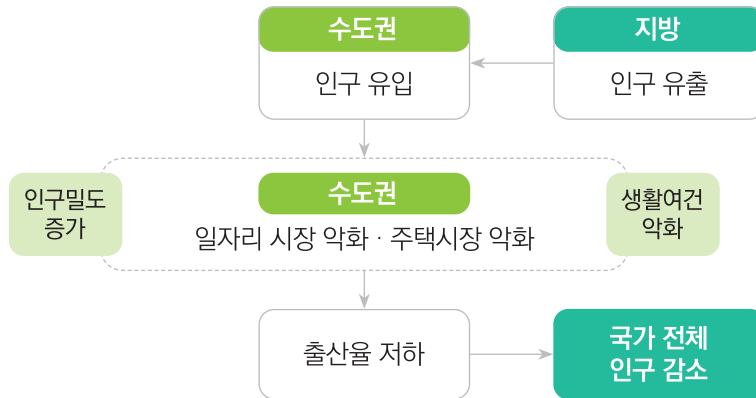 수도권
지방
인구 유입
인구 유출
인구밀도
증가
수도권
일자리 시장 악화 · 주택시장 악화
생활여건
악화
출산율 저하
국가 전체
인구 감소